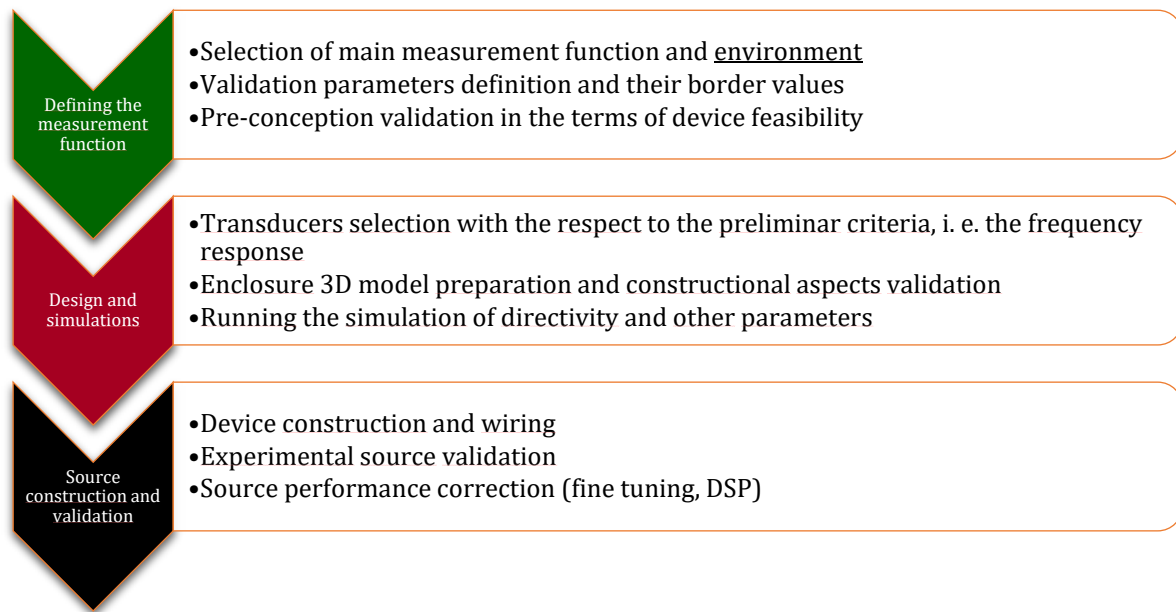 Defining the
measurement
function
•Selection of main measurement function and environment
•Validation parameters definition and their border values
•Pre-conception validation in the terms of device feasibility
Design and
simulations
•Transducers selection with the respect to the preliminar criteria, i. e. the frequency
response
•Enclosure 3D model preparation and constructional aspects validation
•Running the simulation of directivity and other parameters
Source
construction and
validation
•Device construction and wiring
•Experimental source validation
•Source performance correction (fine tuning, DSP)